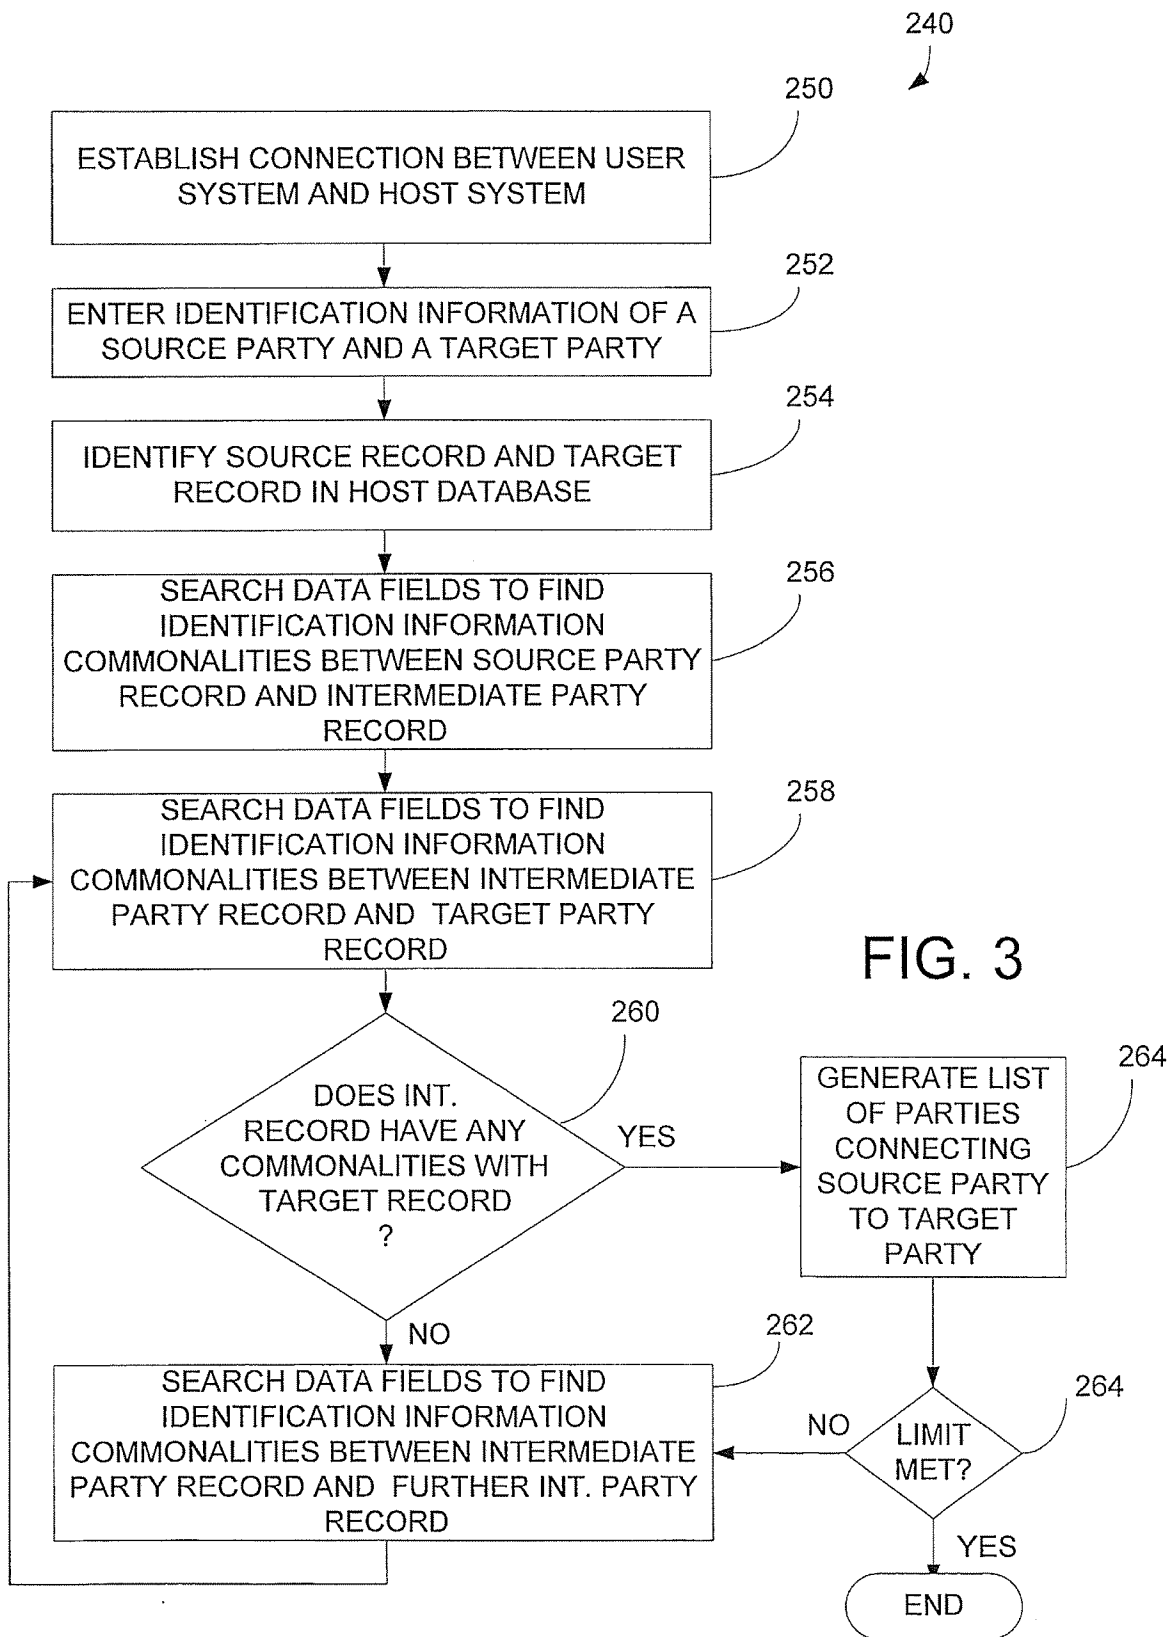 240
250
ESTABLISH CONNECTION BETWEEN USER
SYSTEM AND HOST SYSTEM
252
ENTER IDENTIFICATION INFORMATION OF A
SOURCE PARTY AND A TARGET PARTY
254
IDENTIFY SOURCE RECORD AND TARGET
RECORD IN HOST DATABASE
256
SEARCH DATA FIELDS TO FIND
IDENTIFICATION INFORMATION
COMMONALITIES BETWEEN SOURCE PARTY
RECORD AND INTERMEDIATE PARTY
RECORD
258
SEARCH DATA FIELDS TO FIND
IDENTIFICATION INFORMATION
COMMONALITIES BETWEEN INTERMEDIATE
PARTY RECORD AND TARGET PARTY
RECORD
FIG. 3
260
DOES INT.
RECORD HAVE ANY
COMMONALITIES WITH
TARGET RECORD
?
YES
264
GENERATE LIST
OF PARTIES
CONNECTING
SOURCE PARTY
TO TARGET
PARTY
NO
262
SEARCH DATA FIELDS TO FIND
IDENTIFICATION INFORMATION
COMMONALITIES BETWEEN INTERMEDIATE
PARTY RECORD AND FURTHER INT. PARTY
RECORD
264
NO
LIMIT
MET?
YES
END